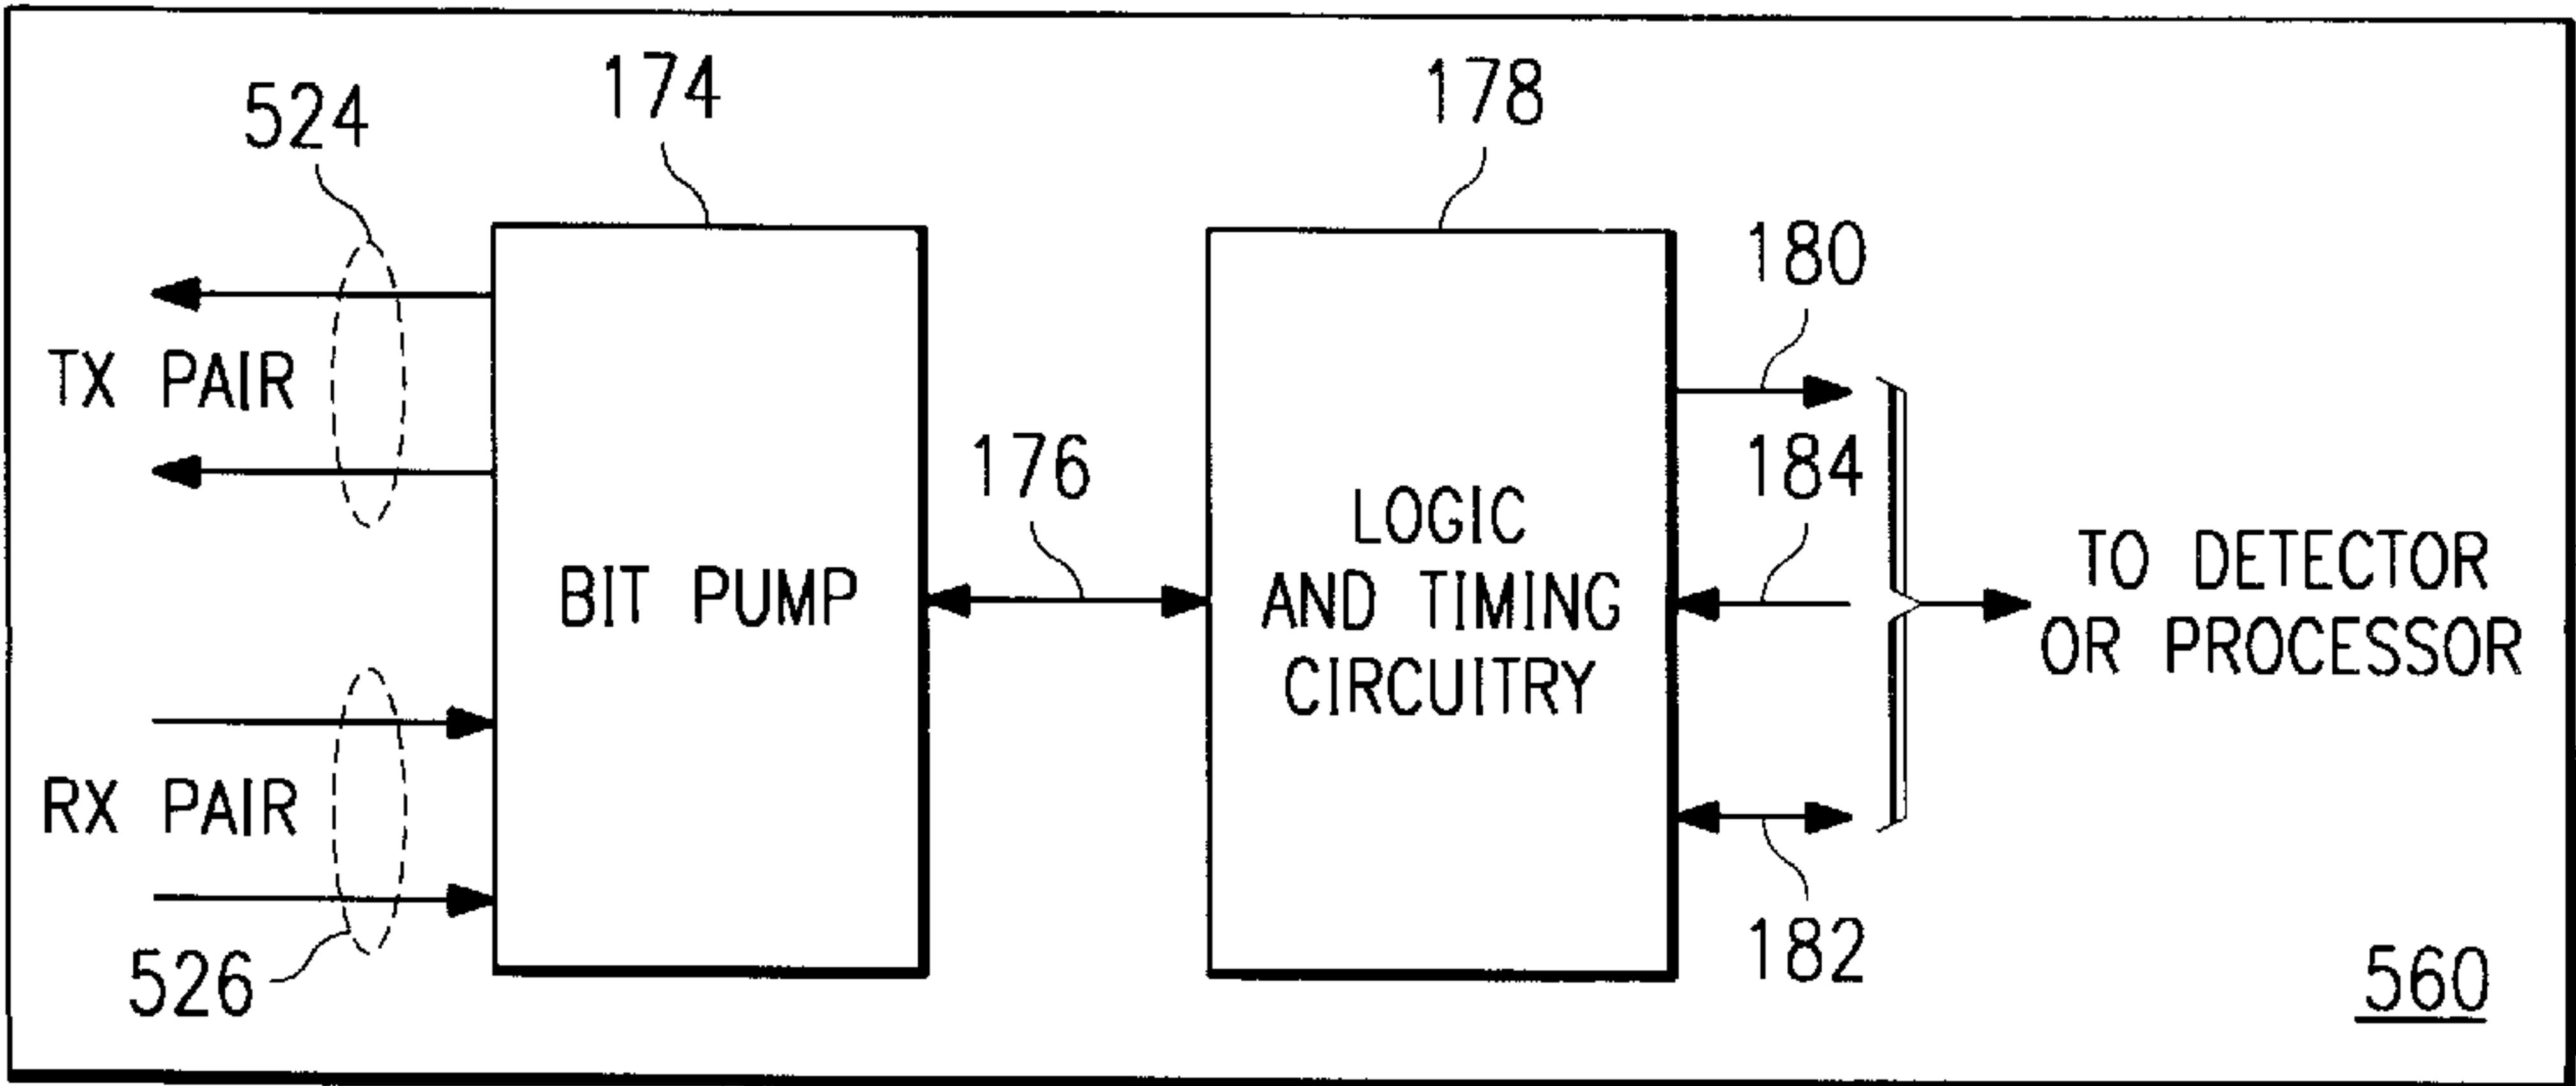 524
174
178
180
TX PAIR
176
184
LOGIC
AND TIMING
CIRCUITRY
BIT PUMP
TO DETECTOR
OR PROCESSOR
RX PAIR
526
182
560